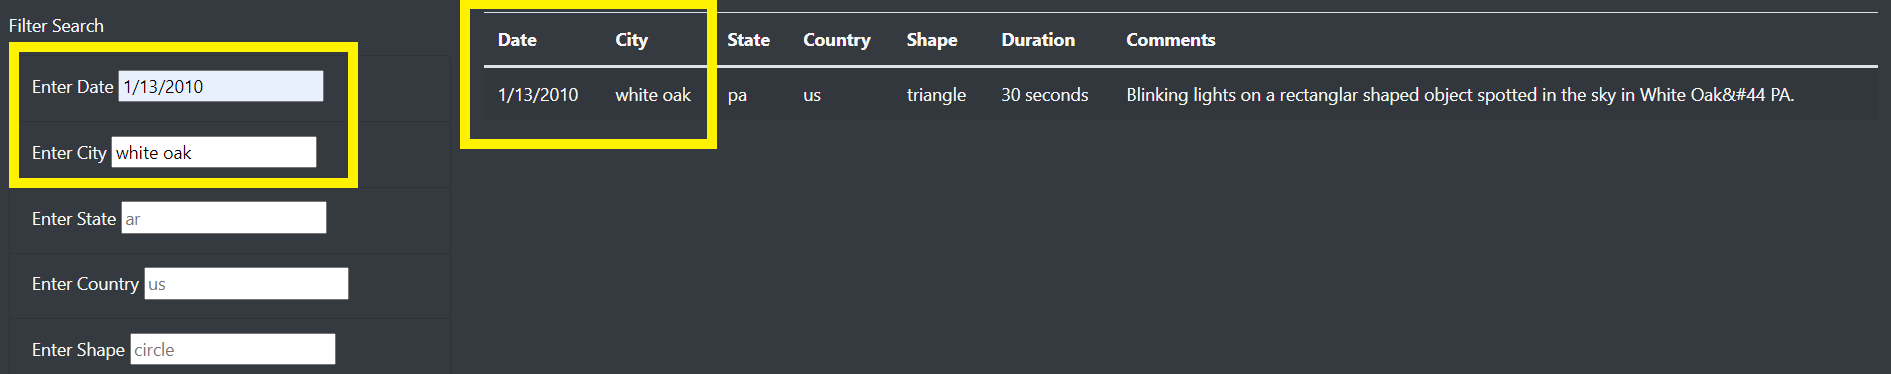 Filter Search
Enter Date 1/13/2010
Enter City white oak
Enter State ar
Enter Country us
Enter Shape circle
Date City State Country Shape Duration Comments
1/13/2010 white oak pa us triangle 30 seconds Blinking lights on a rectanglar shaped object spotted in the sky in White Oak&#44 PA.